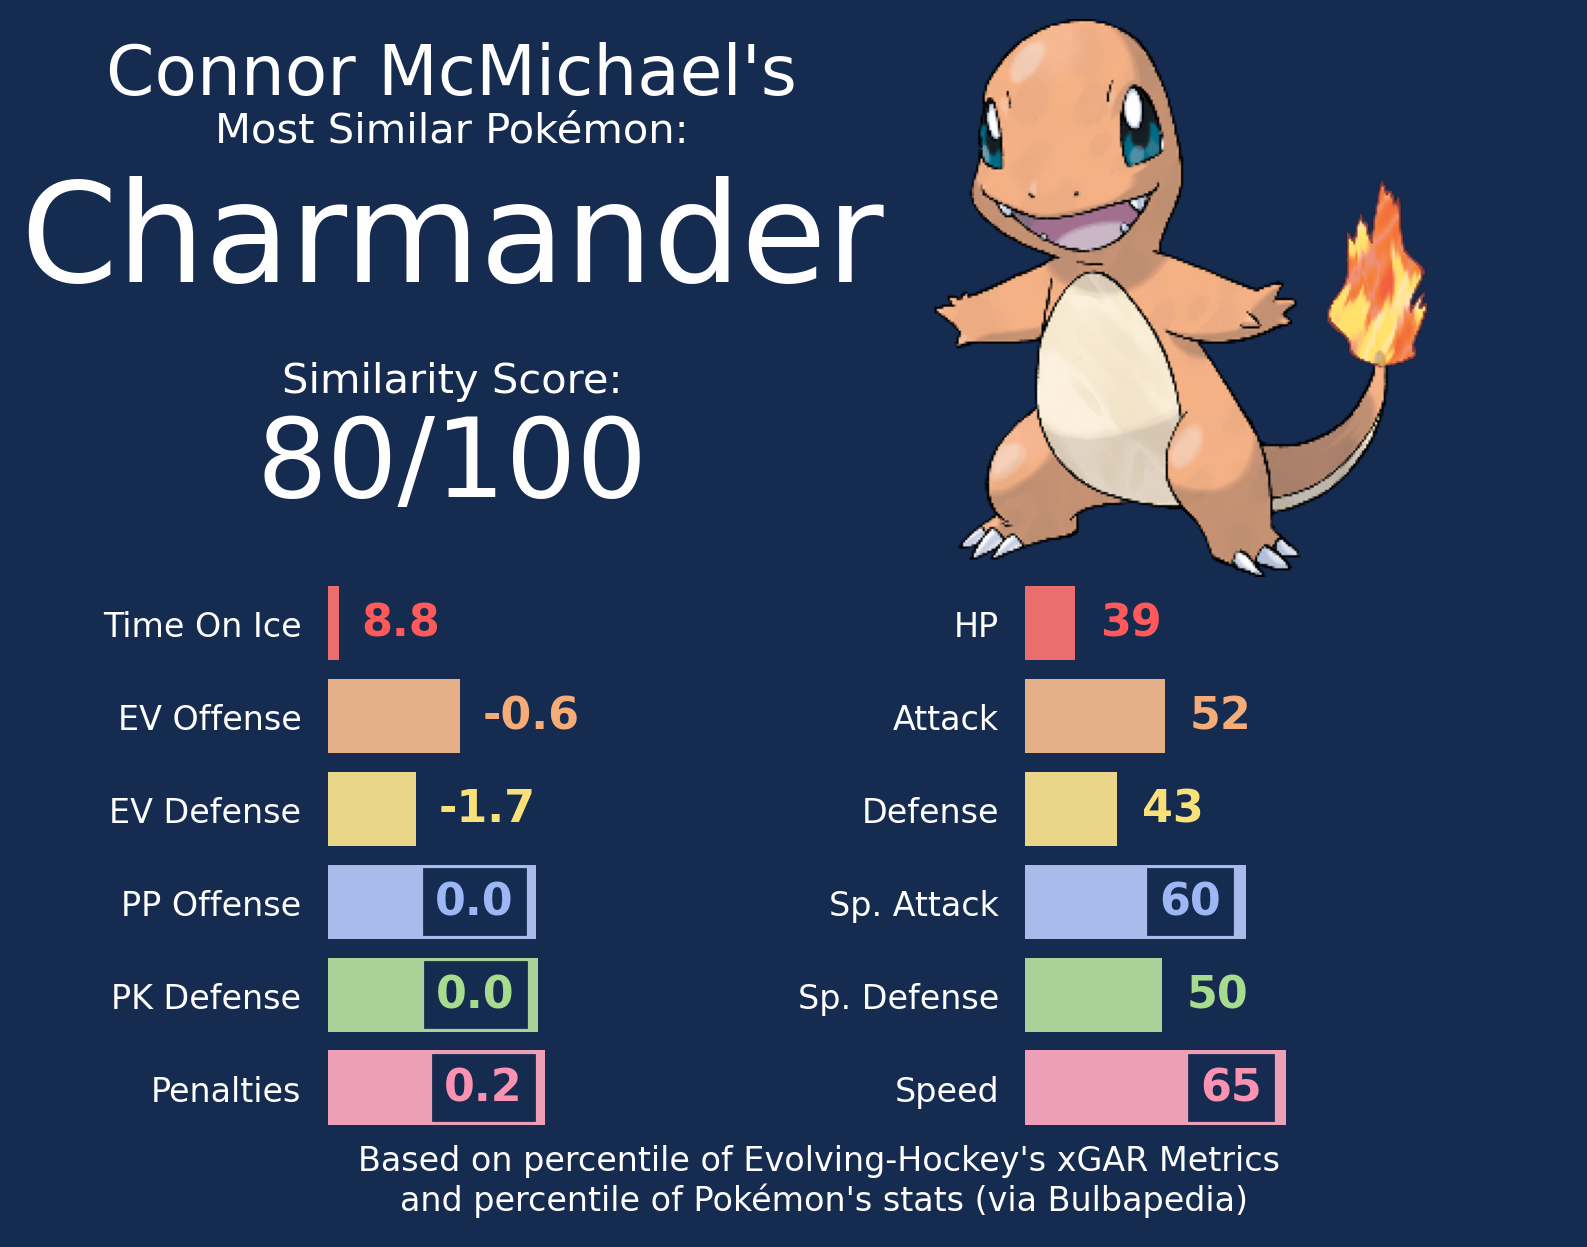 Connor McMichael's
Most Similar Pokémon:
Charmander
Similarity Score:
80/100
Time On Ice 8.8
EV Offense -0.6
EV Defense -1.7
PP Offense 0.0
PK Defense 0.0
Penalties 0.2
HP 39
Attack 52
Defense 43
Sp. Attack 60
Sp. Defense 50
Speed 65
Based on percentile of Evolving-Hockey's xGAR Metrics
and percentile of Pokémon's stats (via Bulbapedia)